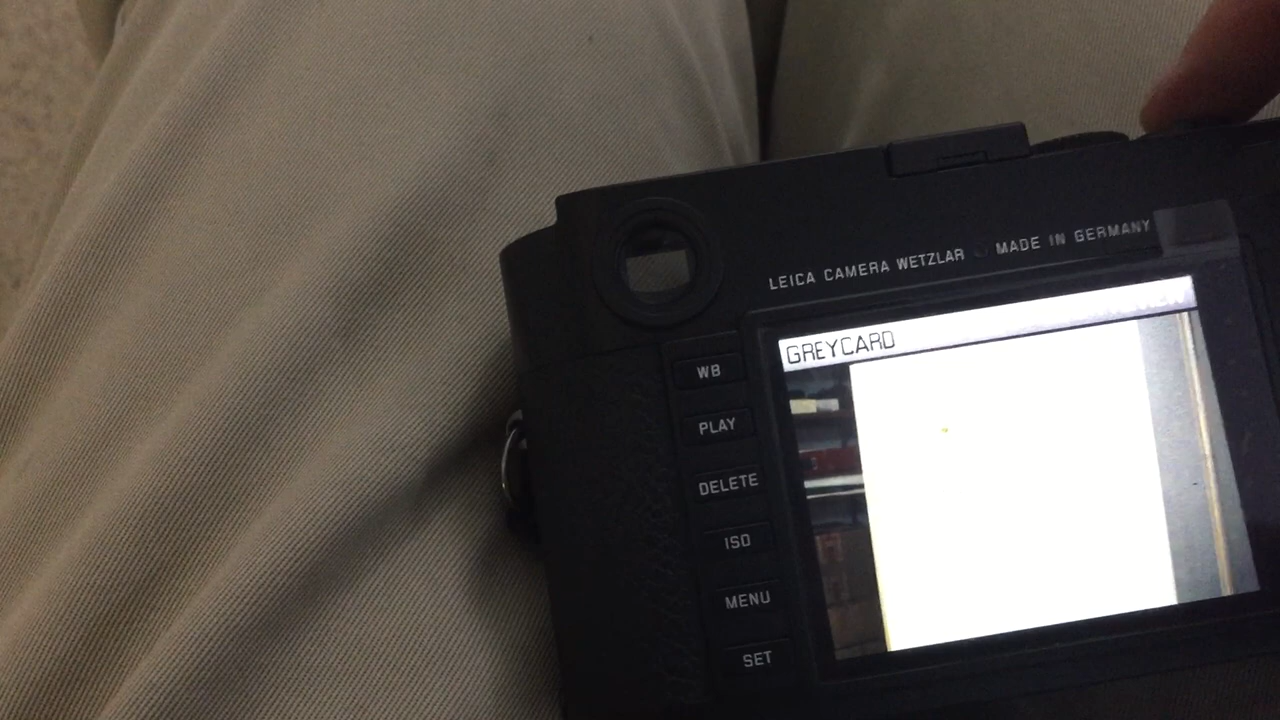 LEICA CAMERA WETZLAR MADE IN GERMANY
GREYCARD
WB
PLAY
DELETE
ISO
MENU
SET